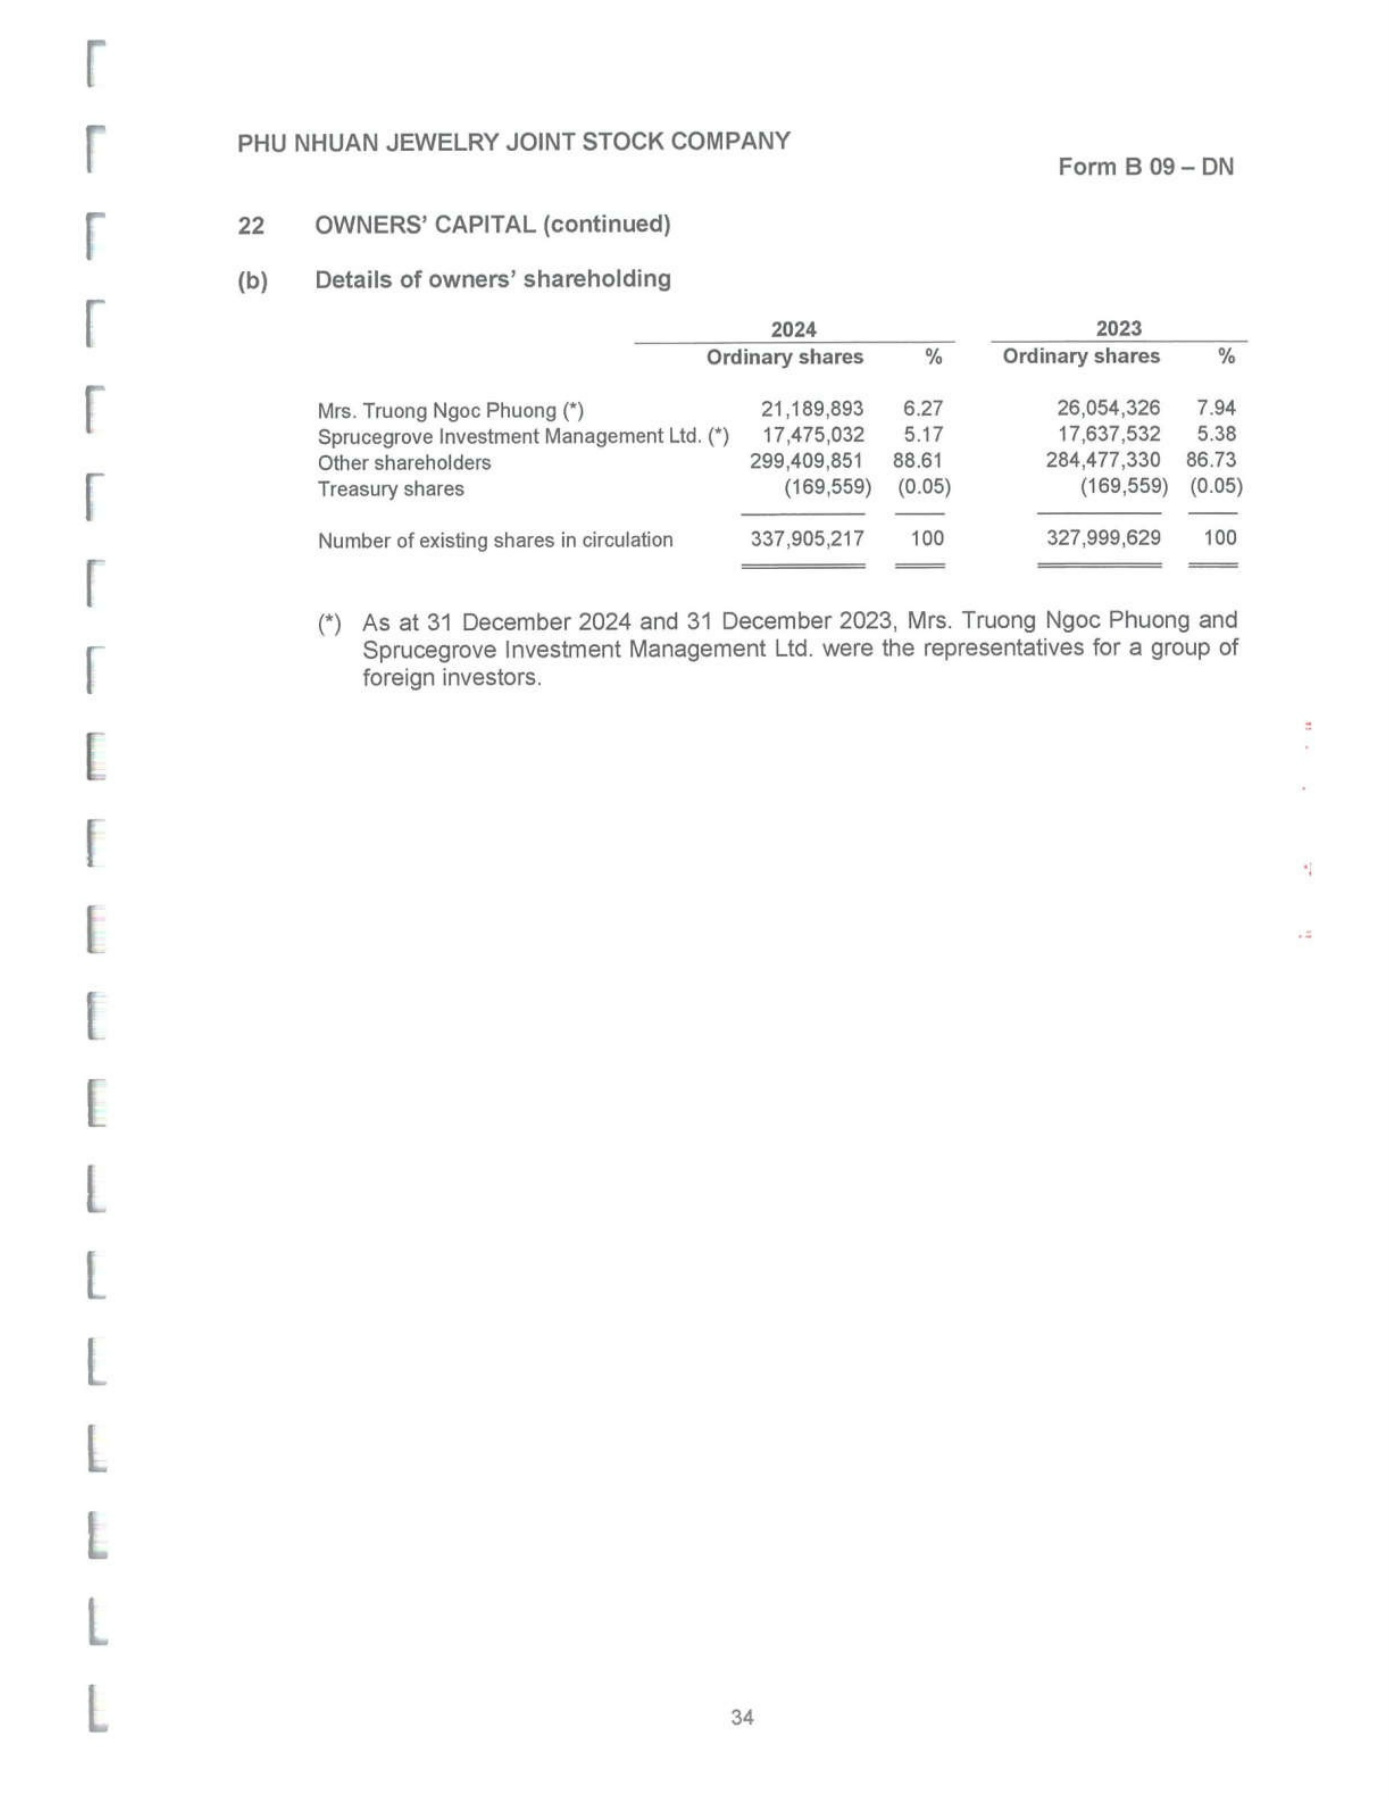 PHU NHUAN JEWELRY JOINT STOCK COMPANY
Form B 09 – DN
22 OWNERS' CAPITAL (continued)
(b) Details of owners' shareholding
2024 2023
Ordinary shares % Ordinary shares %
Mrs. Truong Ngoc Phuong (*) 21,189,893 6.27 26,054,326 7.94
Sprucegrove Investment Management Ltd. (*) 17,475,032 5.17 17,637,532 5.38
Other shareholders 299,409,851 88.61 284,477,330 86.73
Treasury shares (169,559) (0.05) (169,559) (0.05)
Number of existing shares in circulation 337,905,217 100 327,999,629 100
(*) As at 31 December 2024 and 31 December 2023, Mrs. Truong Ngoc Phuong and
Sprucegrove Investment Management Ltd. were the representatives for a group of
foreign investors.
34